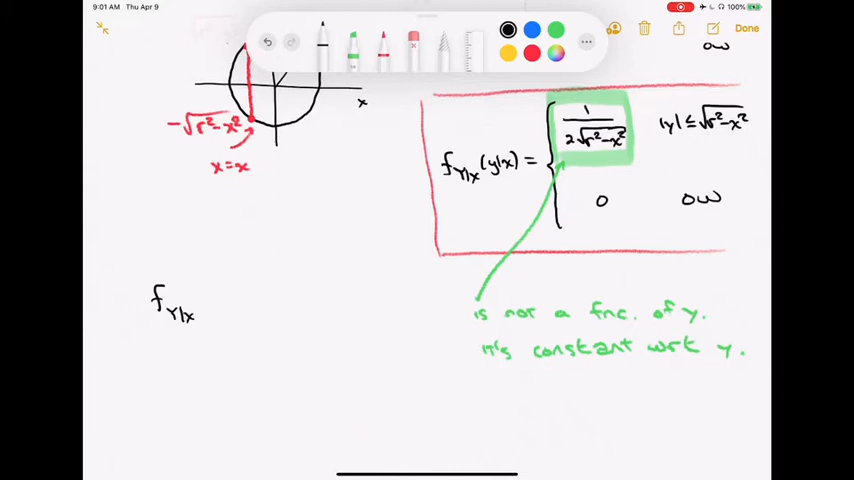 9:01 AM Thu Apr 9
100%
Done
ow
x
-√r²-x²
x=x
f_{Y|X}(y|x) = { 1 / 2√r²-x² |y| ≤ √r²-x²
0 ow
f_{Y|X}
is not a fnc. of y.
it's constant wrt y.